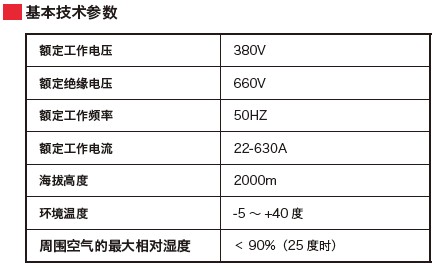 基本技术参数
额定工作电压 380V
额定绝缘电压 660V
额定工作频率 50HZ
额定工作电流 22-630A
海拔高度 2000m
环境温度 -5 ～ +40 度
周围空气的最大相对湿度 < 90%（25 度时）